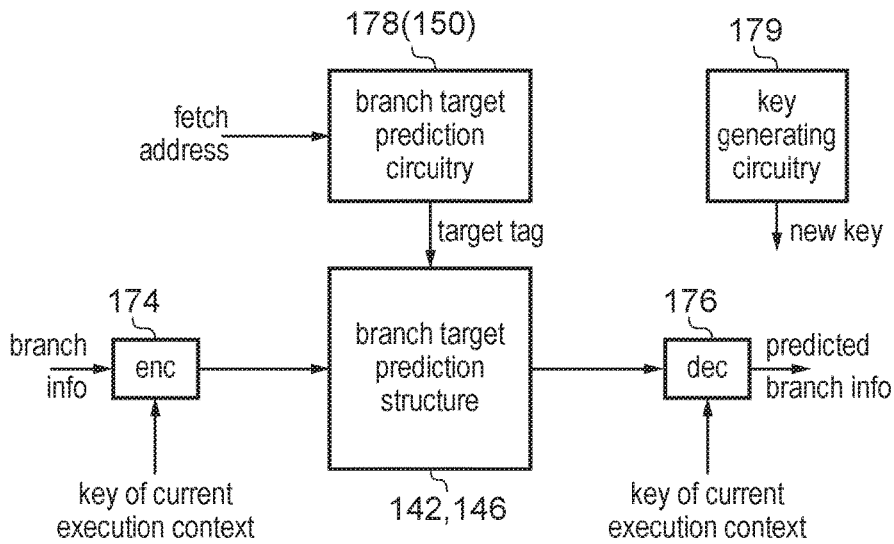 178(150)
branch target
prediction
circuitry
179
key
generating
circuitry
fetch
address
target tag
new key
174
branch
info
enc
branch target
prediction
structure
176
dec
predicted
branch info
key of current
execution context
142,146
key of current
execution context